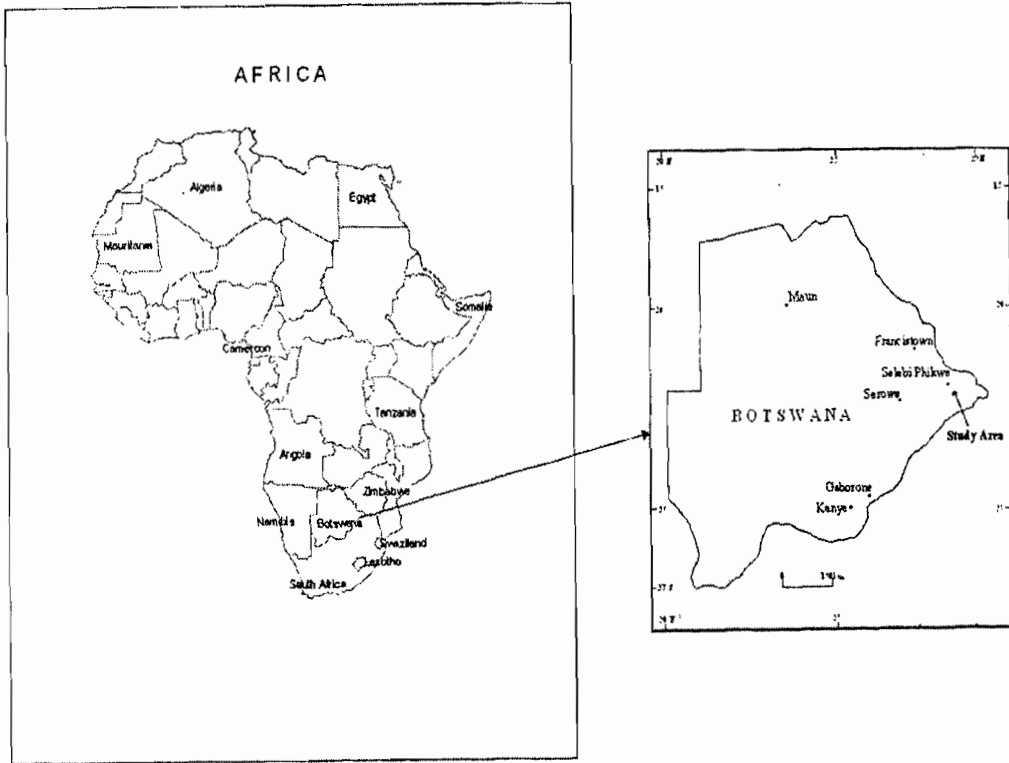 AFRICA
Algeria
Egypt
Mauritania
Somalia
Cameroon
Tanzania
Angola
Zimbabwe
Namibia
Botswana
Swaziland
Lesotho
South Africa
Maun
Francistown
Selebi Phikwe
Serowe
BOTSWANA
Study Area
Gaborone
Kanye